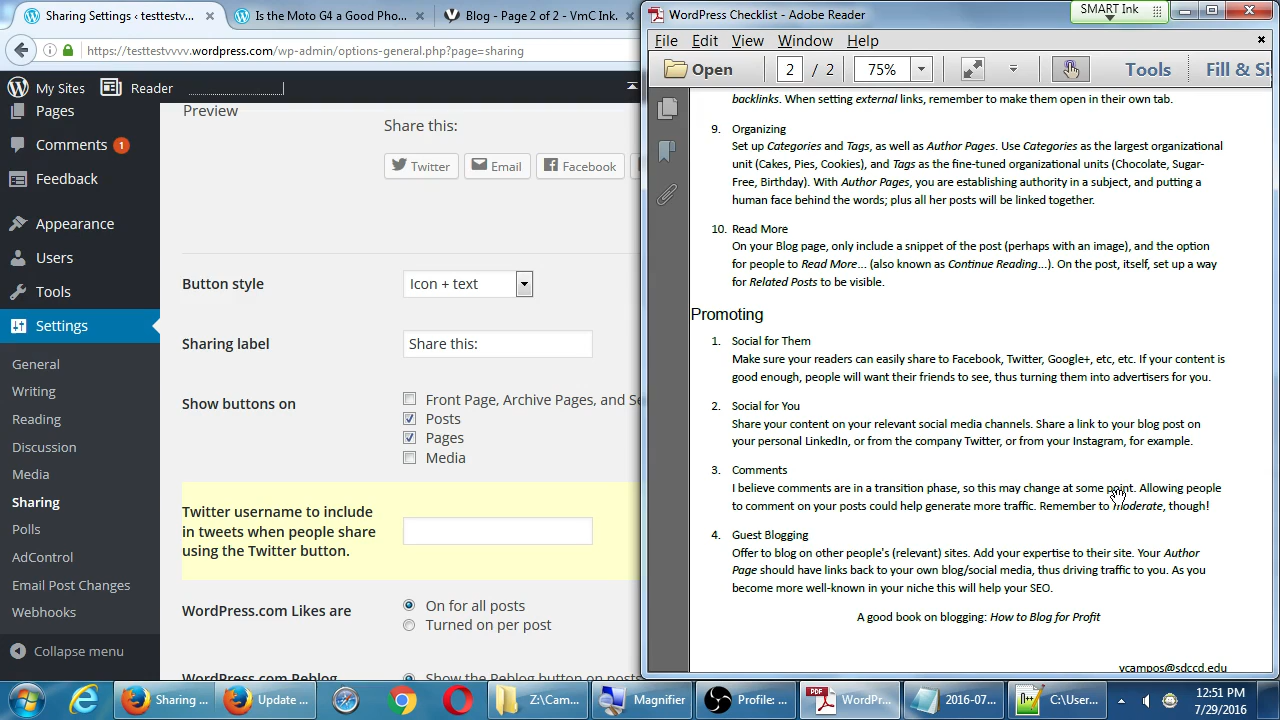 Sharing Settings ‹ testtestv... ×
Is the Moto G4 a Good Pho... ×
Blog - Page 2 of 2 - VmC Ink. ×
https://testtestvvvv.wordpress.com/wp-admin/options-general.php?page=sharing
My Sites
Reader
Pages
Comments 1
Feedback
Appearance
Users
Tools
Settings
General
Writing
Reading
Discussion
Media
Sharing
Polls
AdControl
Email Post Changes
Webhooks
Collapse menu
Preview
Share this:
Twitter
Email
Facebook
Button style
Icon + text
Sharing label
Share this:
Show buttons on
Front Page, Archive Pages, and Se
Posts
Pages
Media
Twitter username to include
in tweets when people share
using the Twitter button.
WordPress.com Likes are
On for all posts
Turned on per post
WordPress.com Reblog
Show the Reblog button on posts
WordPress Checklist - Adobe Reader
SMART Ink
File Edit View Window Help
Open
2 / 2
75%
Tools
Fill & Si
backlinks. When setting external links, remember to make them open in their own tab.
9. Organizing
Set up Categories and Tags, as well as Author Pages. Use Categories as the largest organizational
unit (Cakes, Pies, Cookies), and Tags as the fine-tuned organizational units (Chocolate, Sugar-
Free, Birthday). With Author Pages, you are establishing authority in a subject, and putting a
human face behind the words; plus all her posts will be linked together.
10. Read More
On your Blog page, only include a snippet of the post (perhaps with an image), and the option
for people to Read More... (also known as Continue Reading...). On the post, itself, set up a way
for Related Posts to be visible.
Promoting
1. Social for Them
Make sure your readers can easily share to Facebook, Twitter, Google+, etc, etc. If your content is
good enough, people will want their friends to see, thus turning them into advertisers for you.
2. Social for You
Share your content on your relevant social media channels. Share a link to your blog post on
your personal LinkedIn, or from the company Twitter, or from your Instagram, for example.
3. Comments
I believe comments are in a transition phase, so this may change at some point. Allowing people
to comment on your posts could help generate more traffic. Remember to moderate, though!
4. Guest Blogging
Offer to blog on other people's (relevant) sites. Add your expertise to their site. Your Author
Page should have links back to your own blog/social media, thus driving traffic to you. As you
become more well-known in your niche this will help your SEO.
A good book on blogging: How to Blog for Profit
vcampos@sdccd.edu
Sharing ...
Update ...
Z:\Cam...
Magnifier
Profile: ...
PDF
WordPr...
2016-07...
C:\User...
12:51 PM
7/29/2016